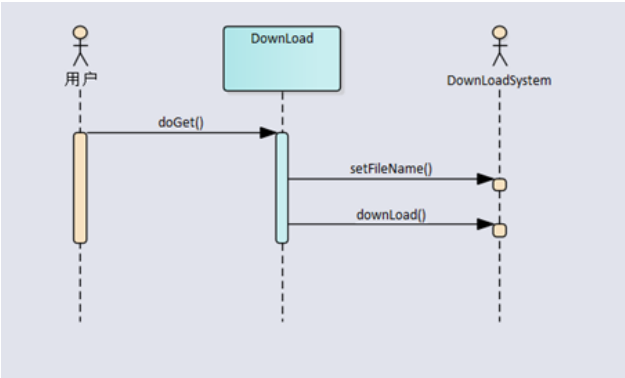 DownLoad
用户
DownLoadSystem
doGet()
setFileName()
downLoad()